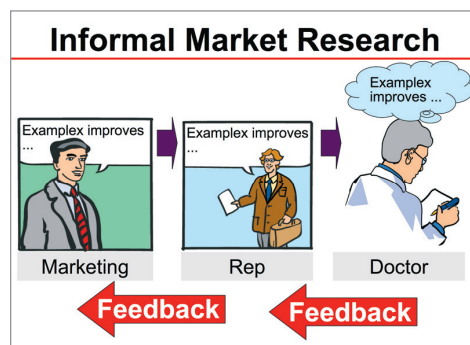 Informal Market Research
Examplex improves
...
Examplex improves
...
Examplex
improves ...
Marketing
Rep
Doctor
Feedback
Feedback